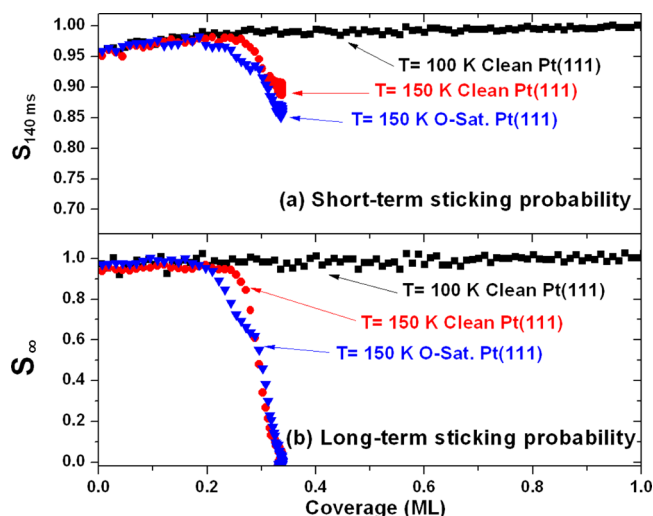 1.00
0.95
0.90
0.85
0.80
0.75
0.70
S140 ms
T= 100 K Clean Pt(111)
T= 150 K Clean Pt(111)
T= 150 K O-Sat. Pt(111)
(a) Short-term sticking probability
1.0
0.8
0.6
0.4
0.2
0.0
S∞
T= 100 K Clean Pt(111)
T= 150 K Clean Pt(111)
T= 150 K O-Sat. Pt(111)
(b) Long-term sticking probability
0.0 0.2 0.4 0.6 0.8 1.0
Coverage (ML)